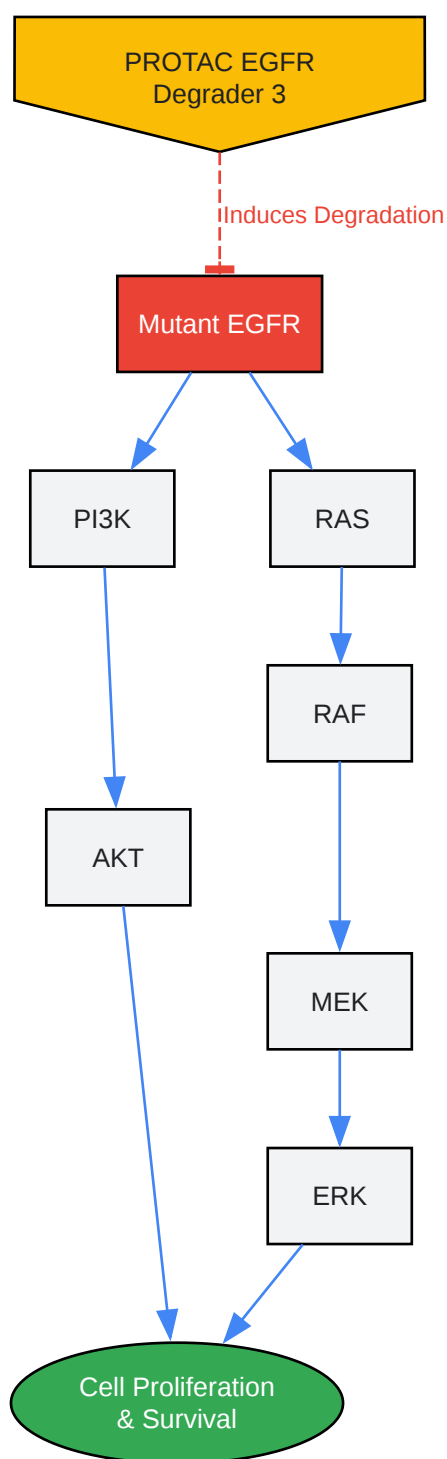 PROTAC EGFR
Degrader 3
Induces Degradation
Mutant EGFR
PI3K
RAS
RAF
AKT
MEK
ERK
Cell Proliferation
& Survival